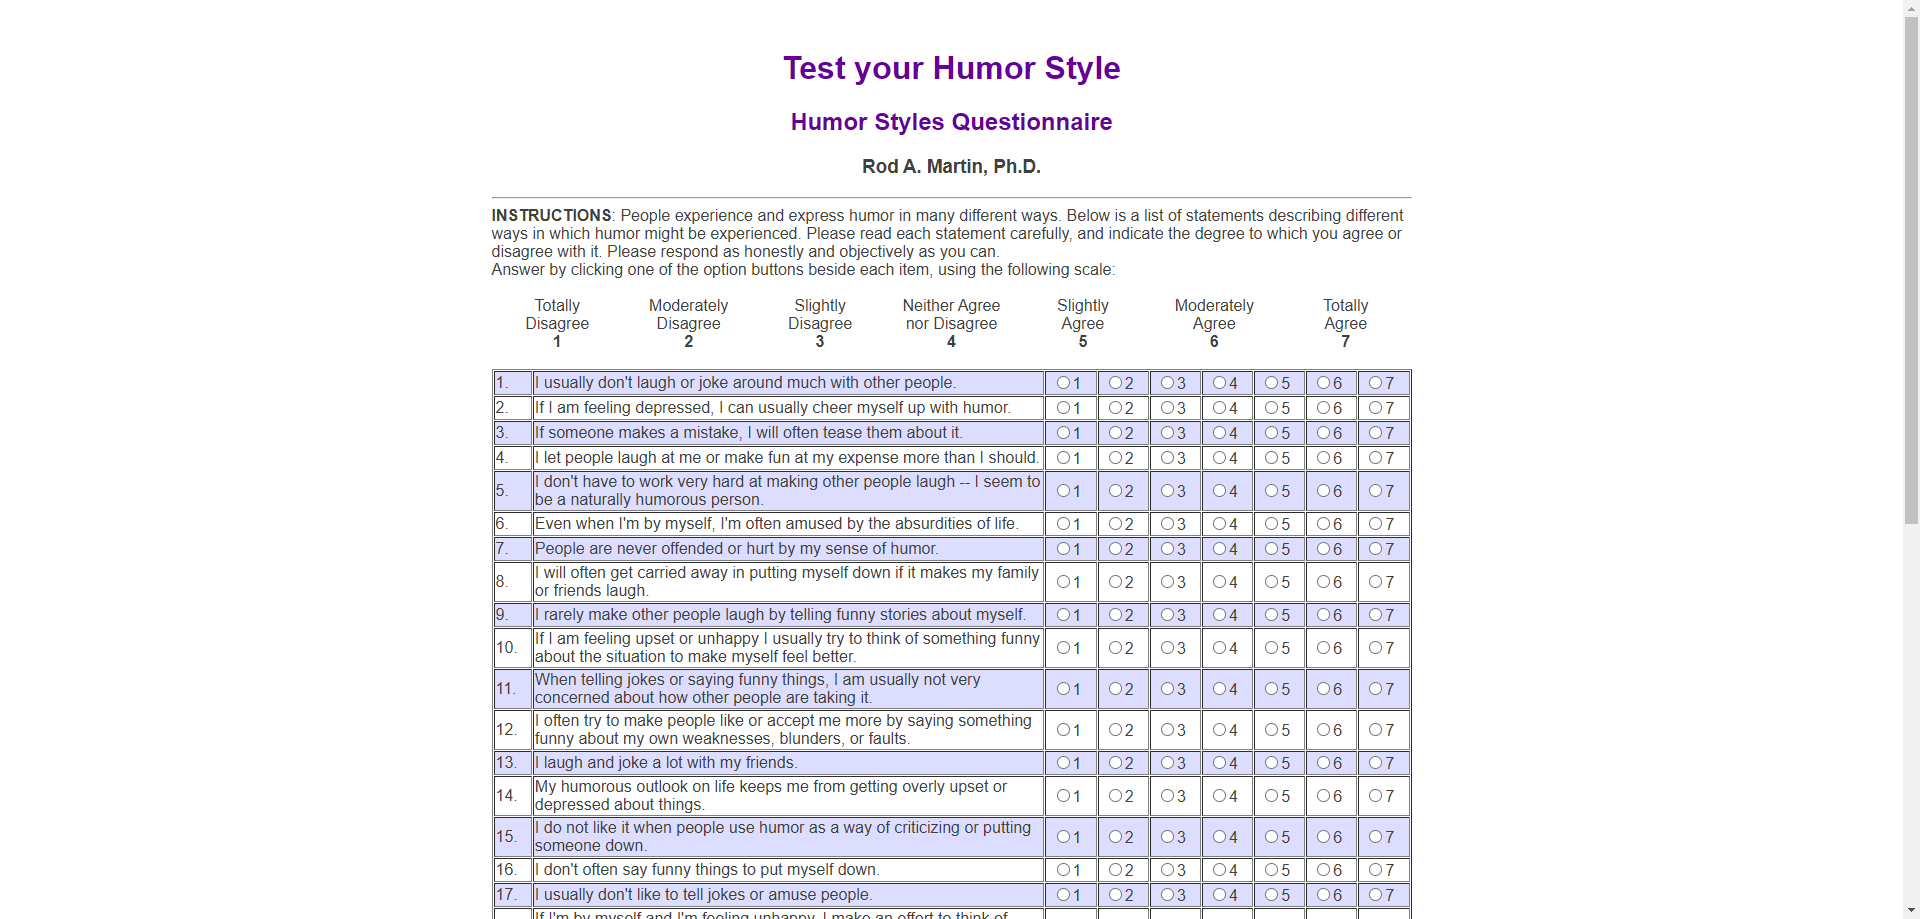 Test your Humor Style
Humor Styles Questionnaire
Rod A. Martin, Ph.D.
INSTRUCTIONS: People experience and express humor in many different ways. Below is a list of statements describing different
ways in which humor might be experienced. Please read each statement carefully, and indicate the degree to which you agree or
disagree with it. Please respond as honestly and objectively as you can.
Answer by clicking one of the option buttons beside each item, using the following scale:
Totally Moderately Slightly Neither Agree Slightly Moderately Totally
Disagree Disagree Disagree nor Disagree Agree Agree Agree
1 2 3 4 5 6 7
1. I usually don't laugh or joke around much with other people. 1 2 3 4 5 6 7
2. If I am feeling depressed, I can usually cheer myself up with humor. 1 2 3 4 5 6 7
3. If someone makes a mistake, I will often tease them about it. 1 2 3 4 5 6 7
4. I let people laugh at me or make fun at my expense more than I should. 1 2 3 4 5 6 7
5. I don't have to work very hard at making other people laugh -- I seem to
be a naturally humorous person. 1 2 3 4 5 6 7
6. Even when I'm by myself, I'm often amused by the absurdities of life. 1 2 3 4 5 6 7
7. People are never offended or hurt by my sense of humor. 1 2 3 4 5 6 7
8. I will often get carried away in putting myself down if it makes my family
or friends laugh. 1 2 3 4 5 6 7
9. I rarely make other people laugh by telling funny stories about myself. 1 2 3 4 5 6 7
10. If I am feeling upset or unhappy I usually try to think of something funny
about the situation to make myself feel better. 1 2 3 4 5 6 7
11. When telling jokes or saying funny things, I am usually not very
concerned about how other people are taking it. 1 2 3 4 5 6 7
12. I often try to make people like or accept me more by saying something
funny about my own weaknesses, blunders, or faults. 1 2 3 4 5 6 7
13. I laugh and joke a lot with my friends. 1 2 3 4 5 6 7
14. My humorous outlook on life keeps me from getting overly upset or
depressed about things. 1 2 3 4 5 6 7
15. I do not like it when people use humor as a way of criticizing or putting
someone down. 1 2 3 4 5 6 7
16. I don't often say funny things to put myself down. 1 2 3 4 5 6 7
17. I usually don't like to tell jokes or amuse people. 1 2 3 4 5 6 7
If I'm by myself and I'm feeling unhappy, I make an effort to think of